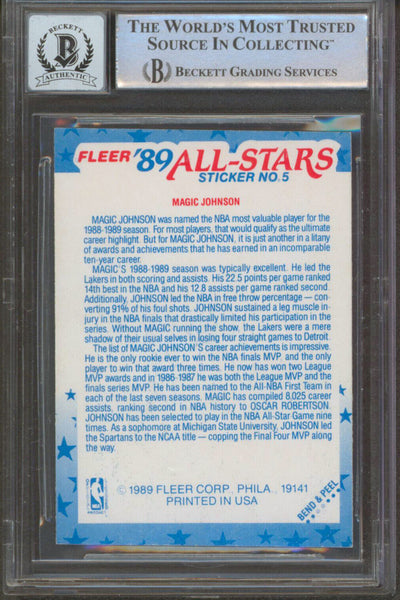 BECKETT
AUTHENTIC
THE WORLD'S MOST TRUSTED
SOURCE IN COLLECTING™
BECKETT GRADING SERVICES
FLEER '89 ALL-STARS
STICKER NO. 5
MAGIC JOHNSON
MAGIC JOHNSON was named the NBA most valuable player for the
1988-1989 season. For most players, that would qualify as the ultimate
career highlight. But for MAGIC JOHNSON, it is just another in a litany
of awards and achievements that he has earned in an incomparable
ten-year career.
MAGIC'S 1988-1989 season was typically excellent. He led the
Lakers in both scoring and assists. His 22.5 points per game ranked
14th best in the NBA and his 12.8 assists per game ranked second.
Additionally, JOHNSON led the NBA in free throw percentage – con-
verting 91% of his foul shots. JOHNSON sustained a leg muscle in-
jury in the NBA finals that drastically limited his participation in the
series. Without MAGIC running the show, the Lakers were a mere
shadow of their usual selves in losing four straight games to Detroit.
The list of MAGIC JOHNSON'S career achievements is impressive.
He is the only rookie ever to win the NBA finals MVP, and the only
player to win that award three times. He now has won two League
MVP awards and in 1986-1987 he was both the League MVP and the
finals series MVP. He has been named to the All-NBA First Team in
each of the last seven seasons. MAGIC has compiled 8,025 career
assists, ranking second in NBA history to OSCAR ROBERTSON.
JOHNSON has been selected to play in the NBA All-Star Game nine
times. As a sophomore at Michigan State University, JOHNSON led
the Spartans to the NCAA title – copping the Final Four MVP along
the way.
© 1989 FLEER CORP., PHILA., 19141
PRINTED IN USA
BEND & PEEL
NBA